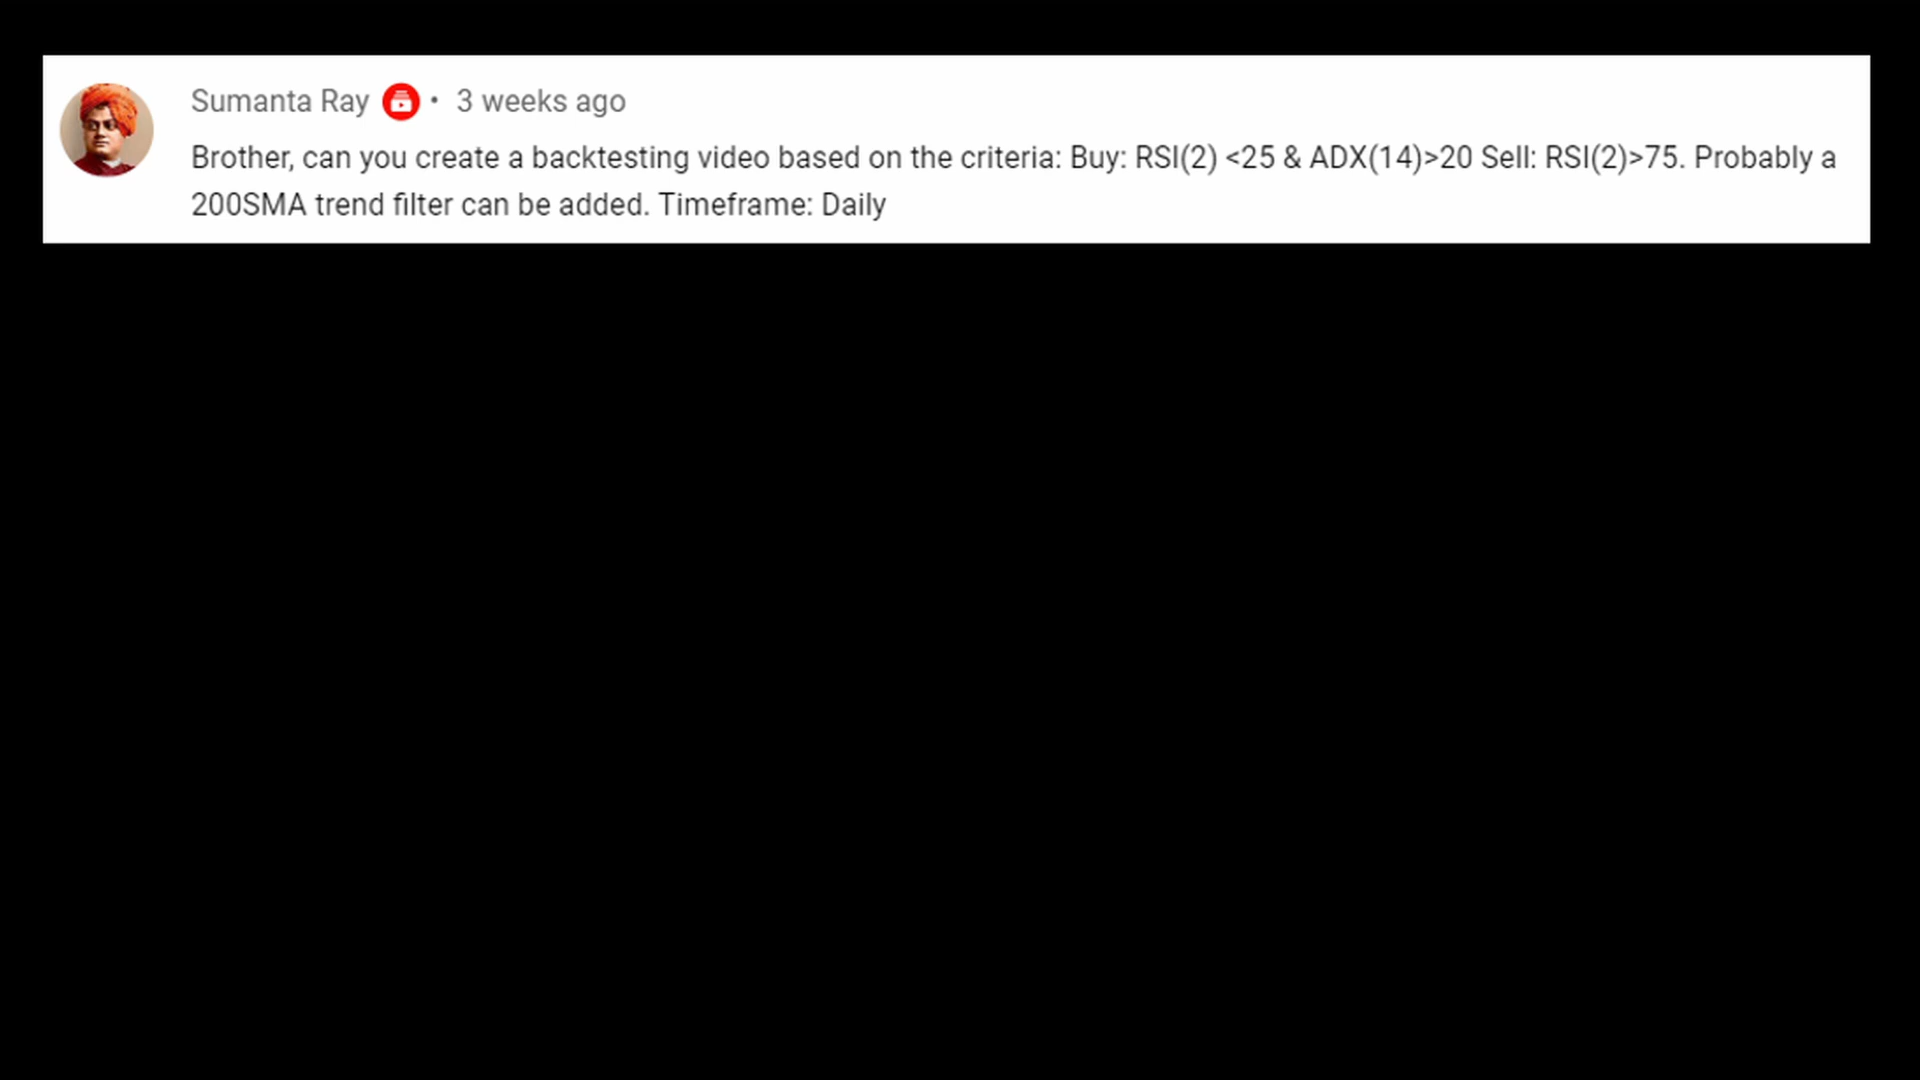 Sumanta Ray • 3 weeks ago
Brother, can you create a backtesting video based on the criteria: Buy: RSI(2) <25 & ADX(14)>20 Sell: RSI(2)>75. Probably a
200SMA trend filter can be added. Timeframe: Daily